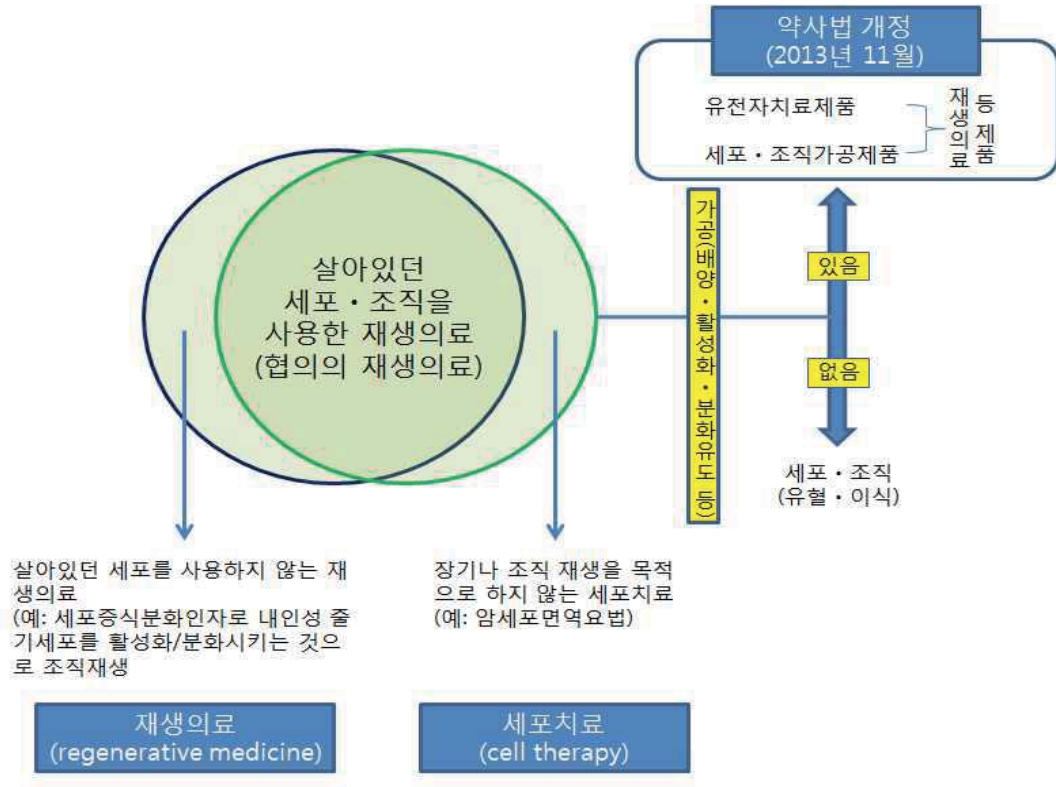 약사법 개정
(2013년 11월)
유전자치료제품
세포・조직가공제품
재생의료
등 제품
살아있던
세포・조직을
사용한 재생의료
(협의의 재생의료)
가공(배양・활성화・분화유도 등)
있음
없음
세포・조직
(유혈・이식)
살아있던 세포를 사용하지 않는 재
생의료
(예: 세포증식분화인자로 내인성 줄
기세포를 활성화/분화시키는 것으
로 조직재생
장기나 조직 재생을 목적
으로 하지 않는 세포치료
(예: 암세포면역요법)
재생의료
(regenerative medicine)
세포치료
(cell therapy)